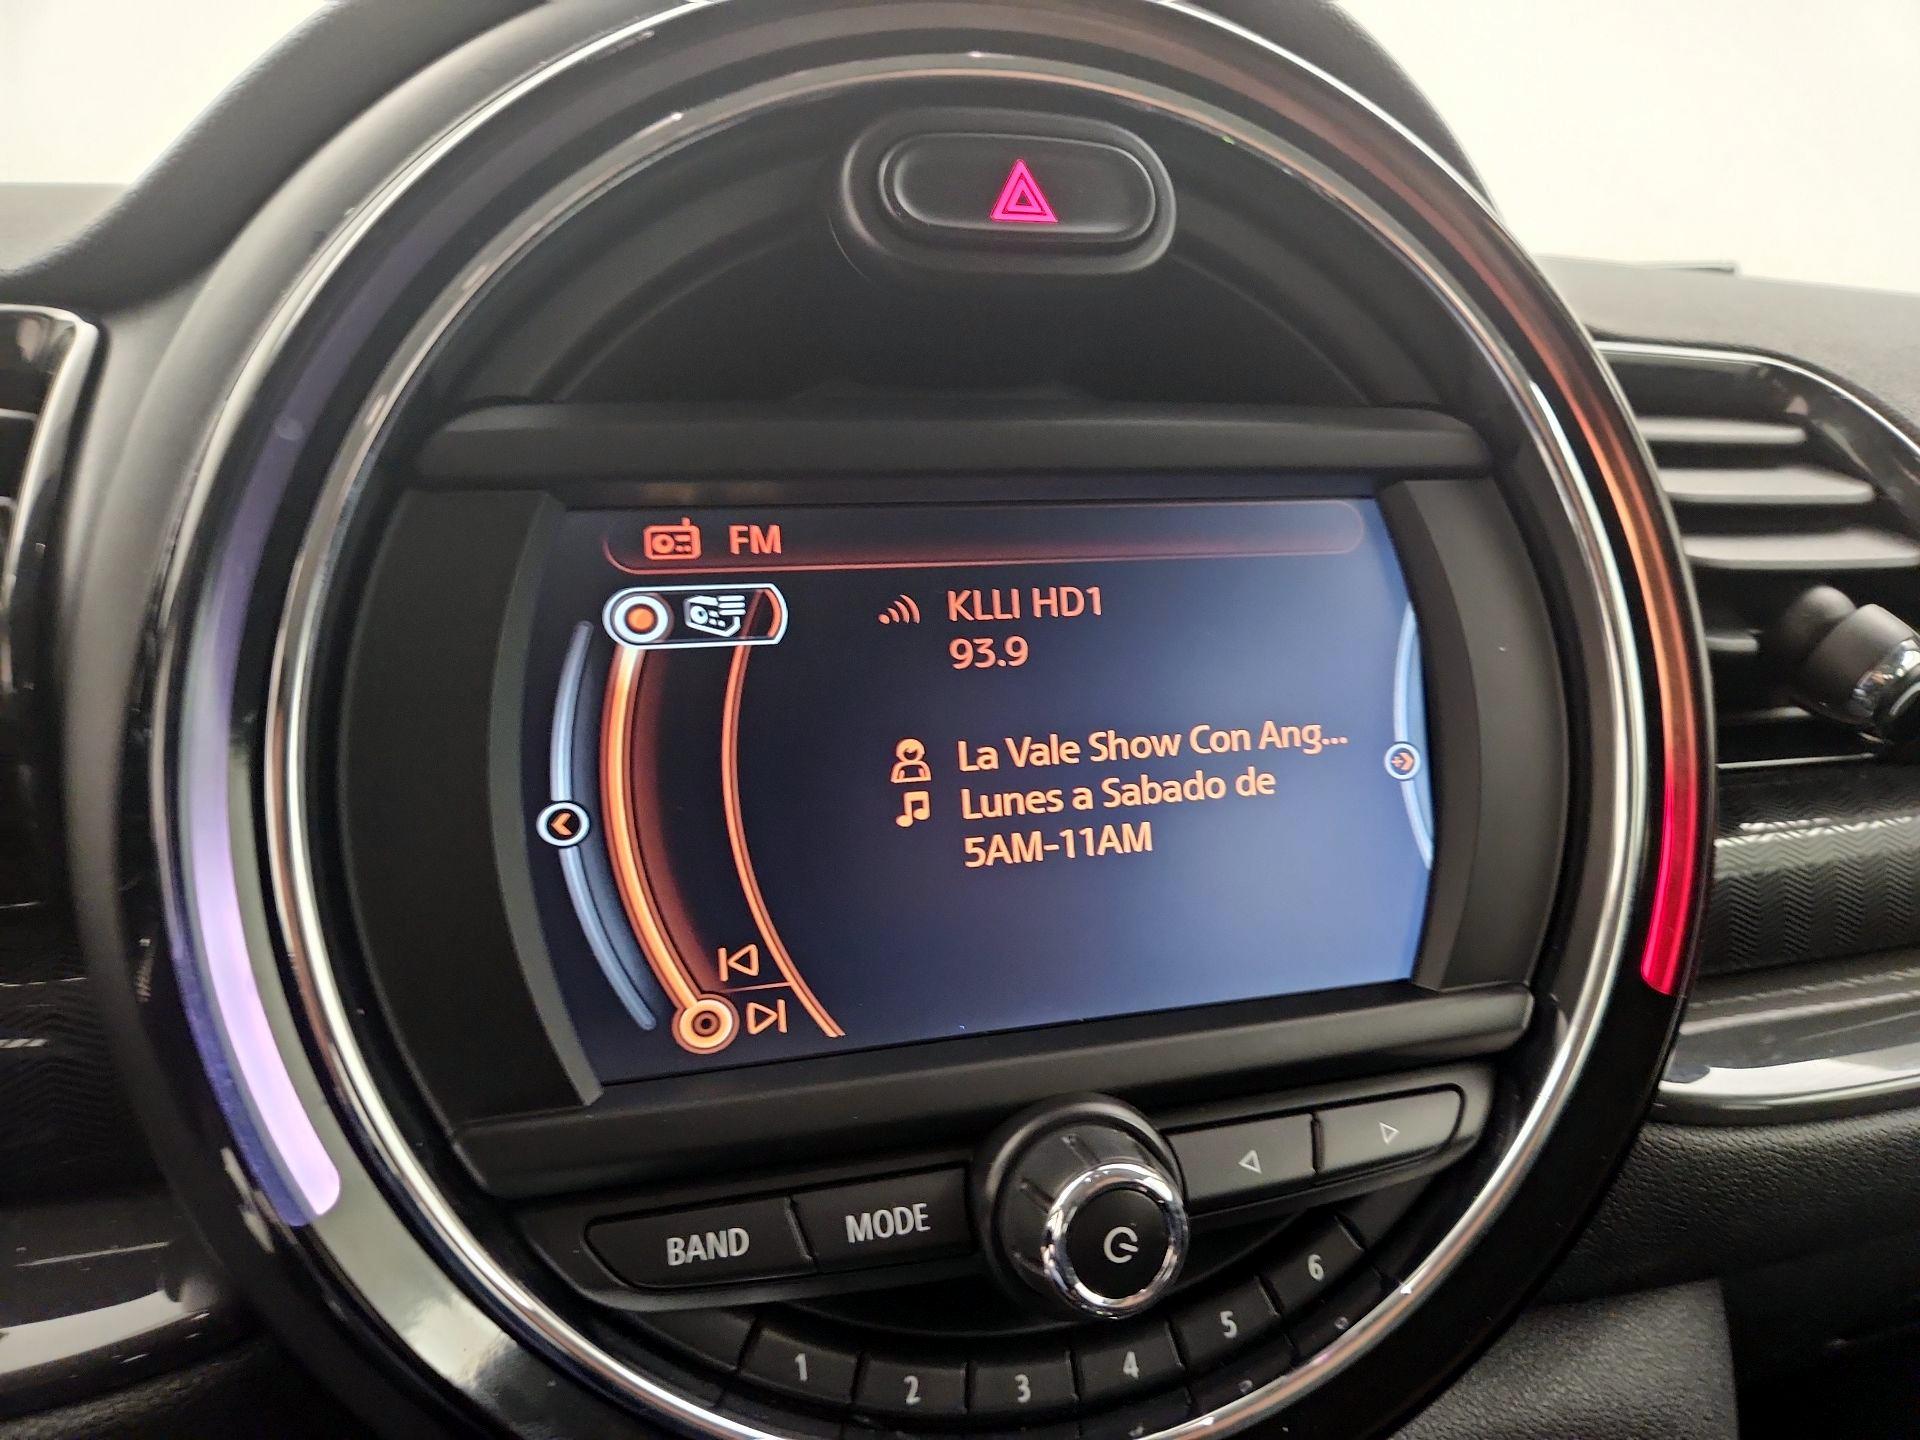 FM
KLLI HD1
93.9
La Vale Show Con Ang...
Lunes a Sabado de
5AM-11AM
BAND
MODE
1
2
3
4
5
6